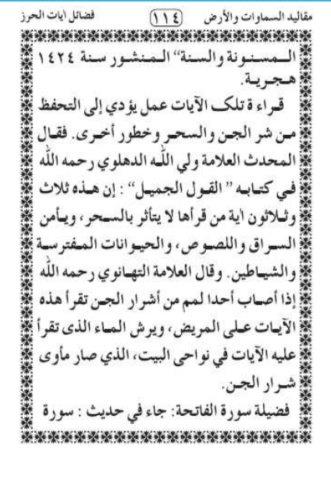 مقاليد السماوات والأرض ١١٤ فضائل آيات الحرز
المسنونة والسنة" المنشور سنة ١٤٢٤
هجرية.
قراءة تلك الآيات عمل يؤدي إلى التحفظ
من شر الجن والسحر وخطور أخرى. فقال
المحدث العلامة ولي الله الدهلوي رحمه الله
في كتابه "القول الجميل": إن هذه ثلاث
وثلاثون آية من قرأها لا يتأثر بالسحر، ويأمن
السراق واللصوص، والحيوانات المفترسة
والشياطين. وقال العلامة التهانوي رحمه الله
إذا أصاب أحدا لمم من أشرار الجن تقرأ هذه
الآيات على المريض، ويرش الماء الذى تقرأ
عليه الآيات في نواحى البيت، الذي صار مأوى
شرار الجن.
فضيلة سورة الفاتحة: جاء في حديث : سورة